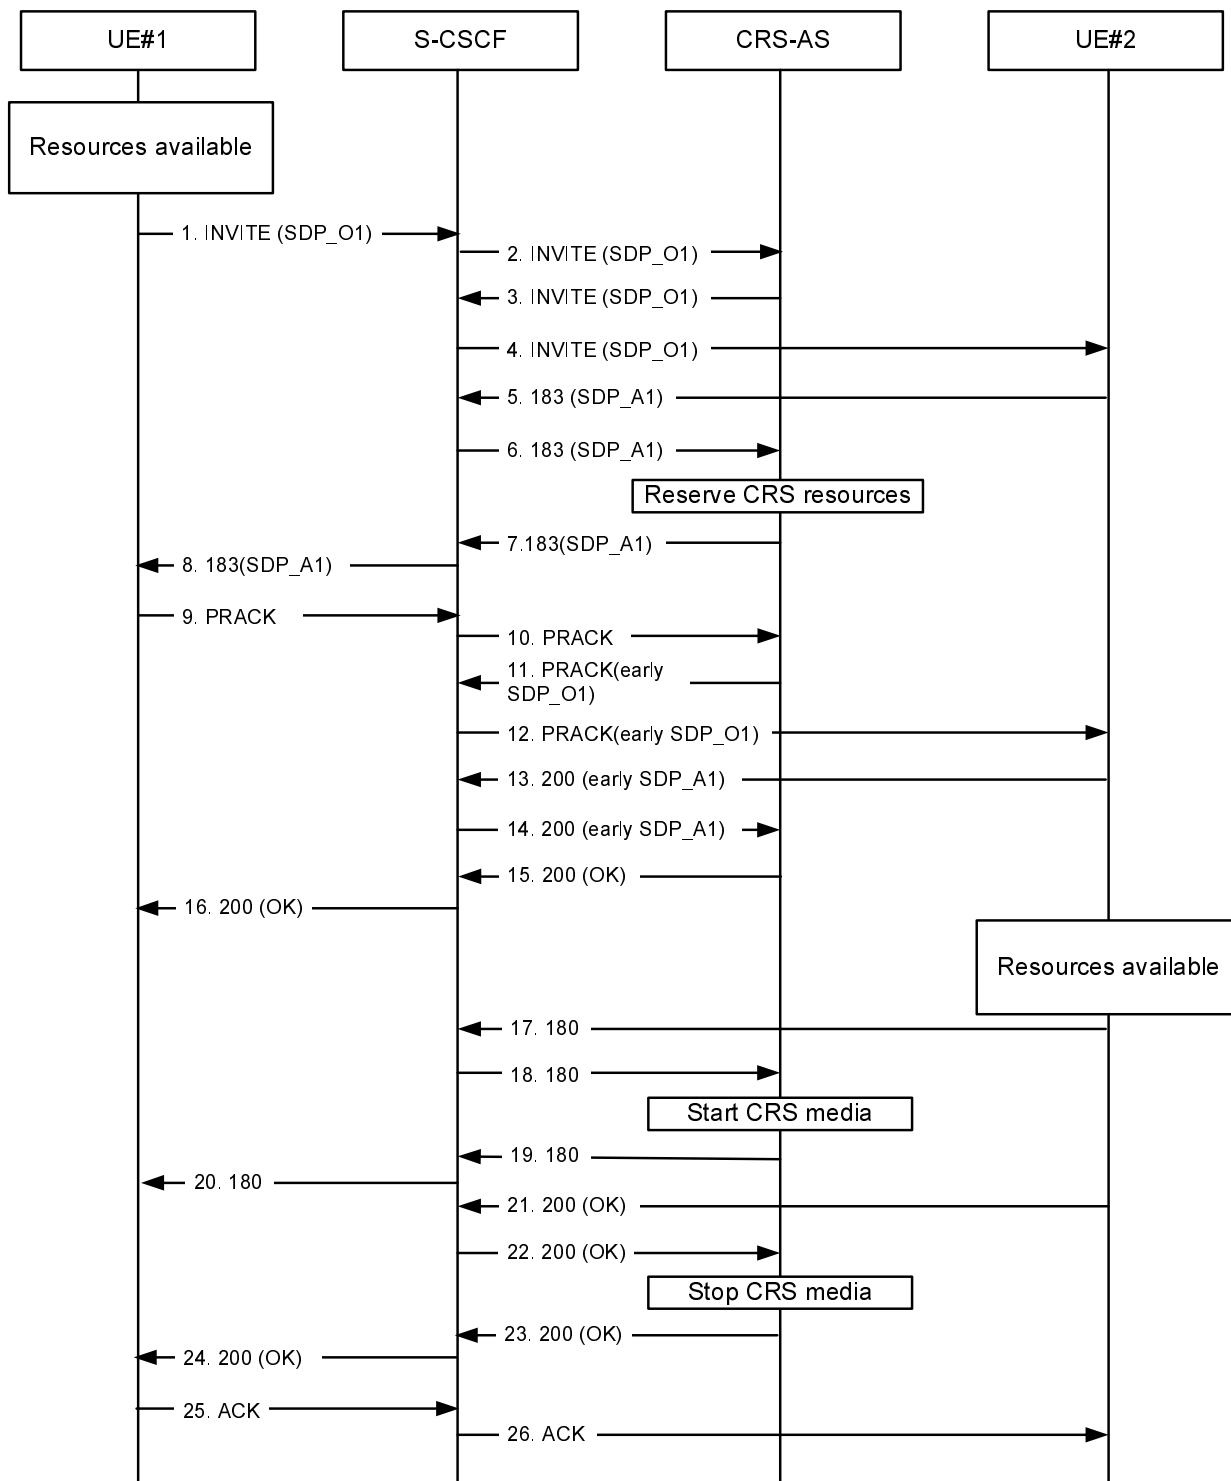 UE#1
S-CSCF
CRS-AS
UE#2
Resources available
1. INVITE (SDP_O1)
2. INVITE (SDP_O1)
3. INVITE (SDP_O1)
4. INVITE (SDP_O1)
5. 183 (SDP_A1)
6. 183 (SDP_A1)
Reserve CRS resources
7.183(SDP_A1)
8. 183(SDP_A1)
9. PRACK
10. PRACK
11. PRACK(early
SDP_O1)
12. PRACK(early SDP_O1)
13. 200 (early SDP_A1)
14. 200 (early SDP_A1)
15. 200 (OK)
16. 200 (OK)
Resources available
17. 180
18. 180
Start CRS media
19. 180
20. 180
21. 200 (OK)
22. 200 (OK)
Stop CRS media
23. 200 (OK)
24. 200 (OK)
25. ACK
26. ACK